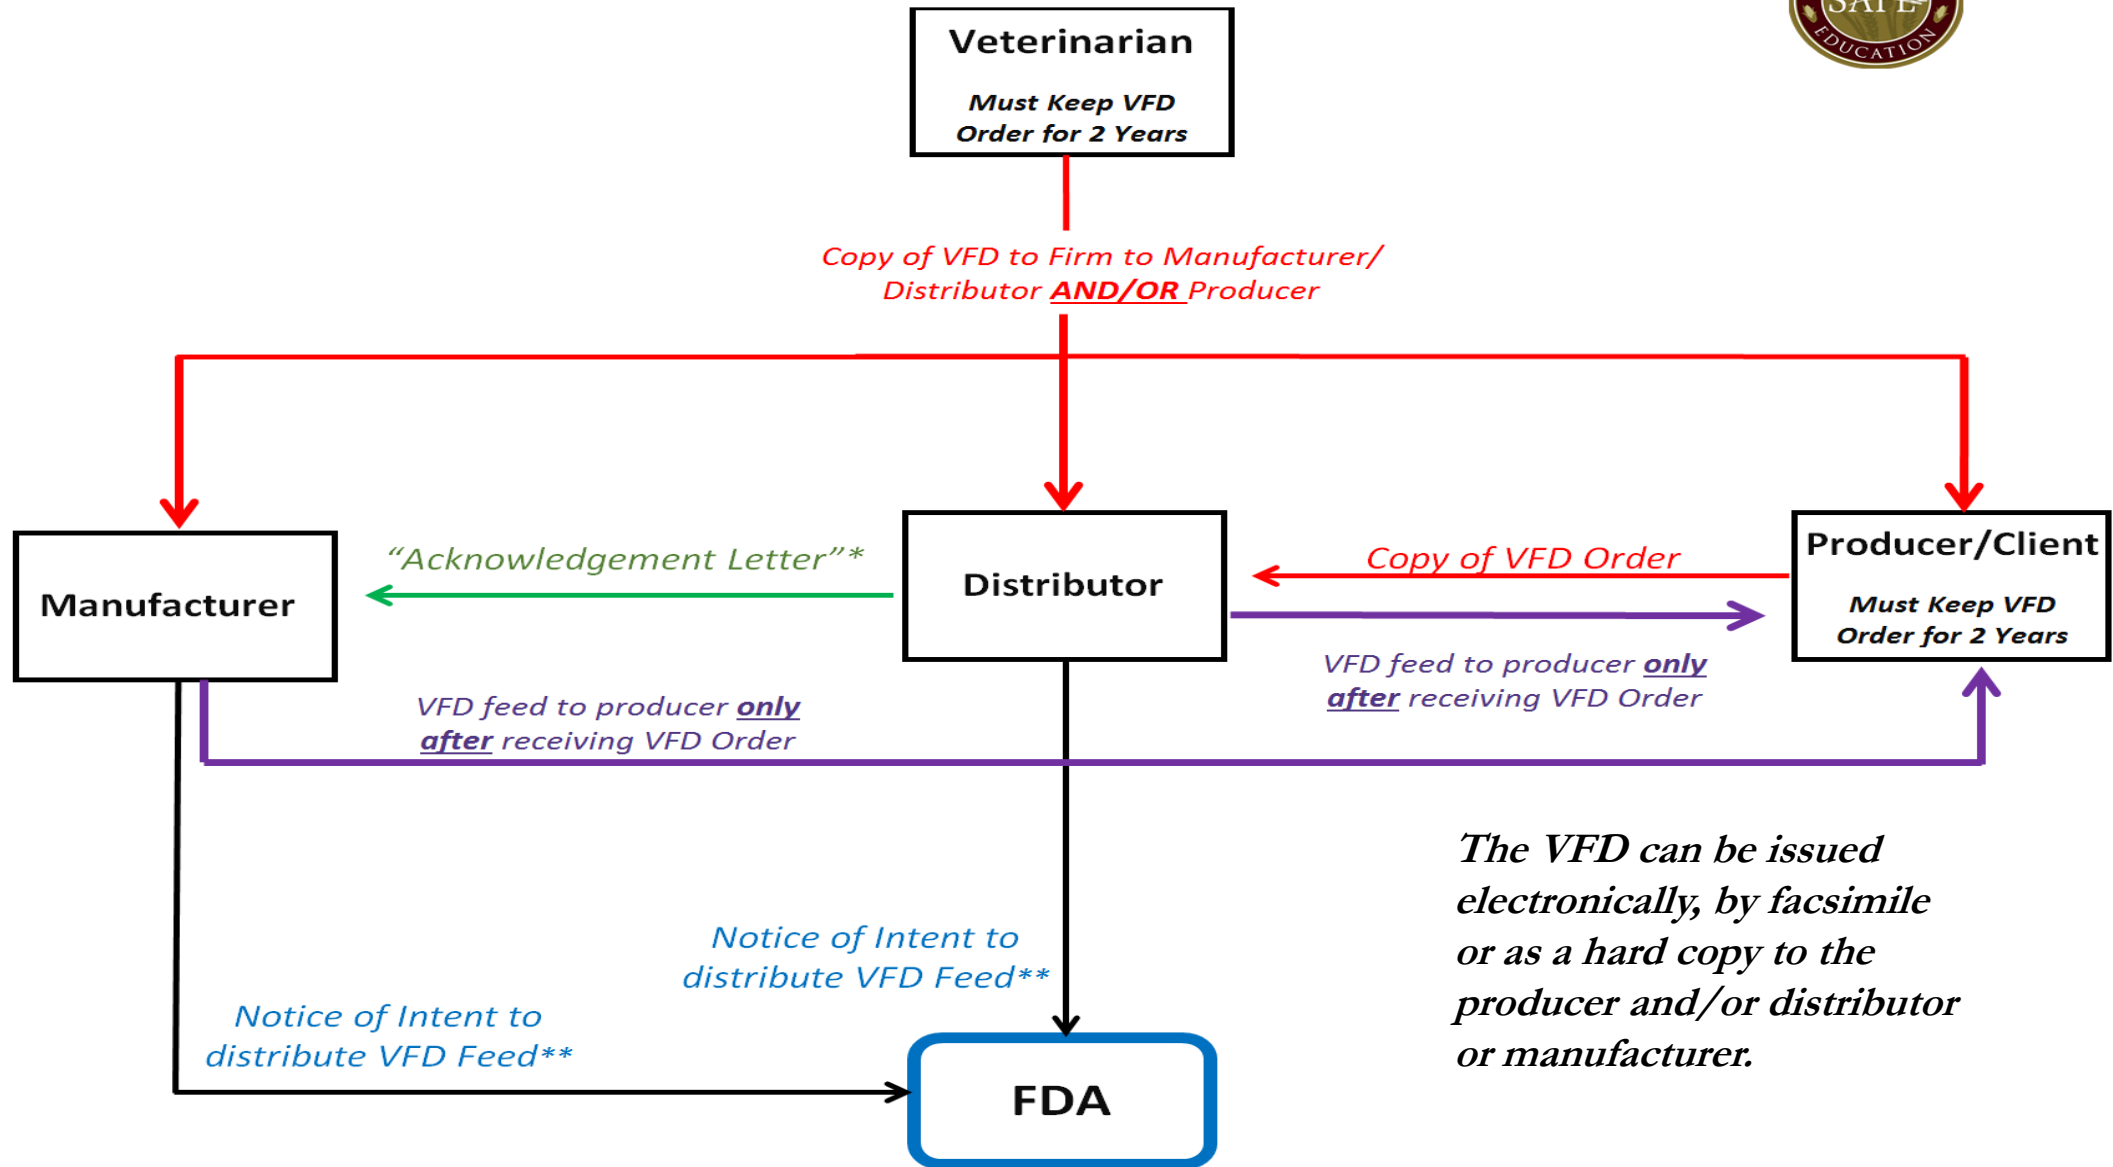 SAFE
EDUCATION
Veterinarian
Must Keep VFD
Order for 2 Years
Copy of VFD to Firm to Manufacturer/
Distributor AND/OR Producer
Manufacturer
“Acknowledgement Letter”*
Distributor
Copy of VFD Order
Producer/Client
Must Keep VFD
Order for 2 Years
VFD feed to producer only
after receiving VFD Order
VFD feed to producer only
after receiving VFD Order
The VFD can be issued
electronically, by facsimile
or as a hard copy to the
producer and/or distributor
or manufacturer.
Notice of Intent to
distribute VFD Feed**
Notice of Intent to
distribute VFD Feed**
FDA